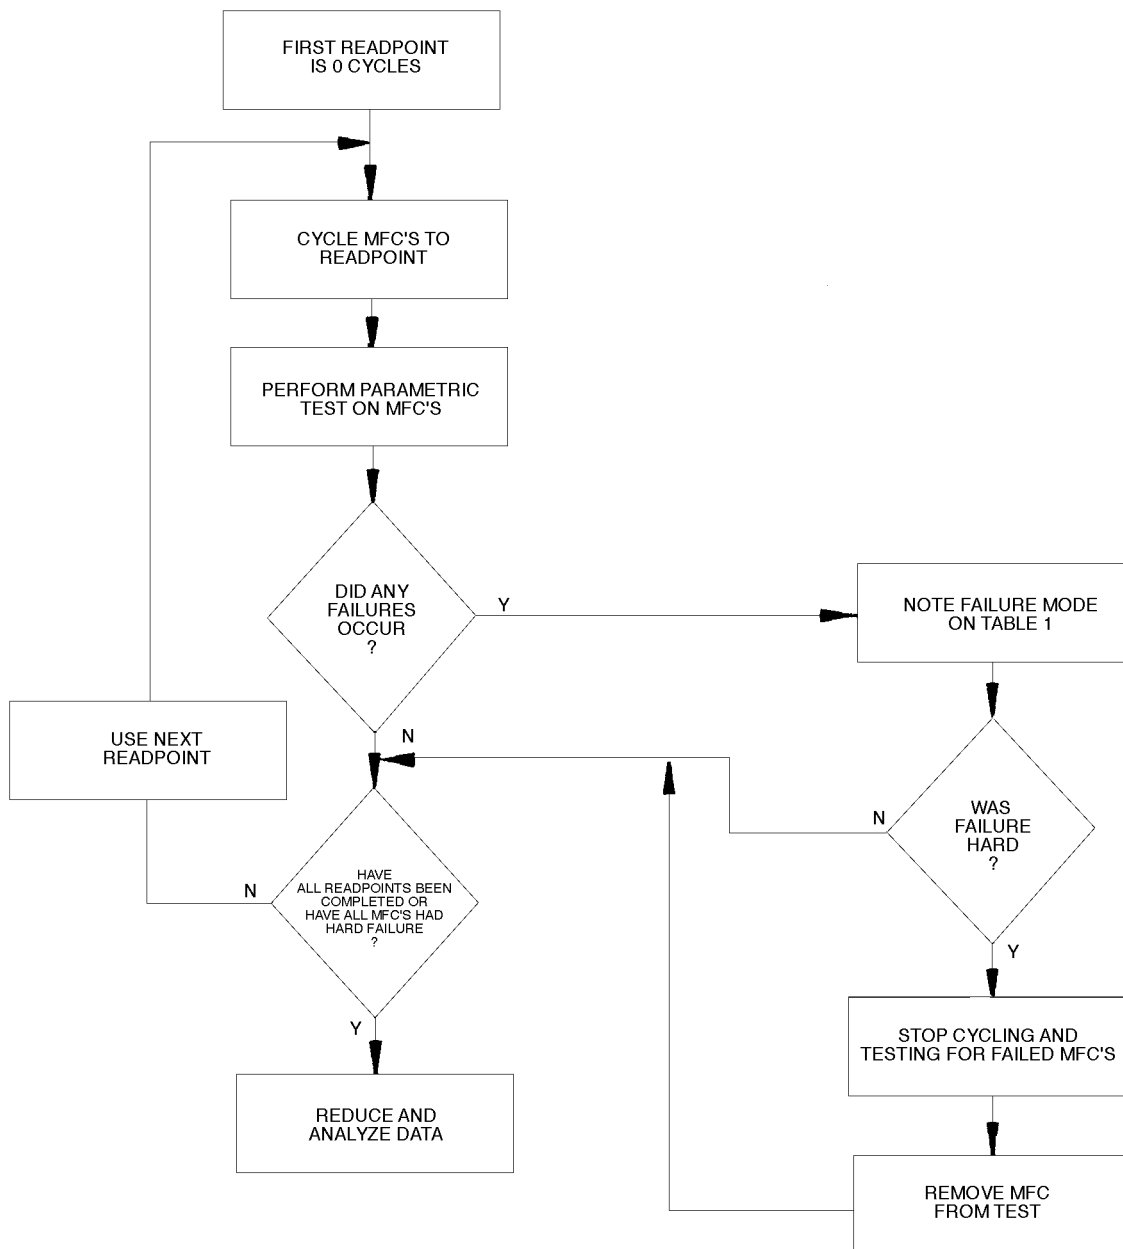 FIRST READPOINT
IS 0 CYCLES
CYCLE MFC'S TO
READPOINT
PERFORM PARAMETRIC
TEST ON MFC'S
DID ANY
FAILURES
OCCUR
?
Y
N
NOTE FAILURE MODE
ON TABLE 1
USE NEXT
READPOINT
WAS
FAILURE
HARD
?
N
Y
HAVE
ALL READPOINTS BEEN
COMPLETED OR
HAVE ALL MFC'S HAD
HARD FAILURE
?
N
Y
STOP CYCLING AND
TESTING FOR FAILED MFC'S
REDUCE AND
ANALYZE DATA
REMOVE MFC
FROM TEST